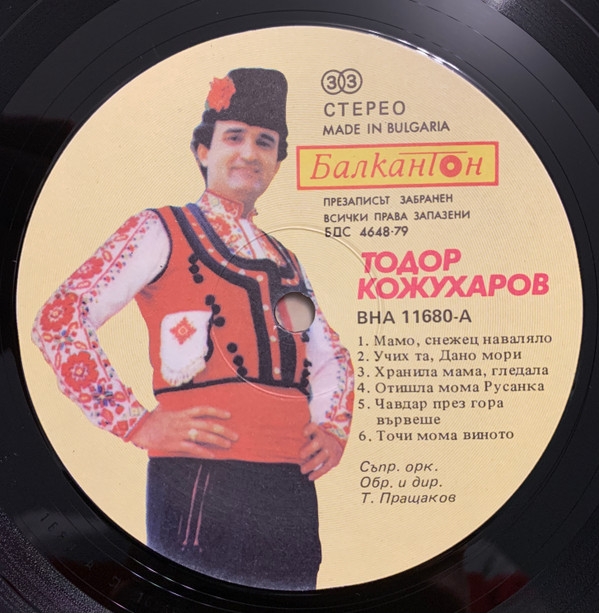 33
СТЕРЕО
MADE IN BULGARIA
Балкантон
ПРЕЗАПИСЪТ ЗАБРАНЕН
ВСИЧКИ ПРАВА ЗАПАЗЕНИ
БДС 4648-79
ТОДОР
КОЖУХАРОВ
ВНА 11680-А
1. Мамо, снежец наваляло
2. Учих та, Дано мори
3. Хранила мама, гледала
4. Отишла мома Русанка
5. Чавдар през гора
вървеше
6. Точи мома виното
Съпр. орк.
Обр. и дир.
Т. Пращаков